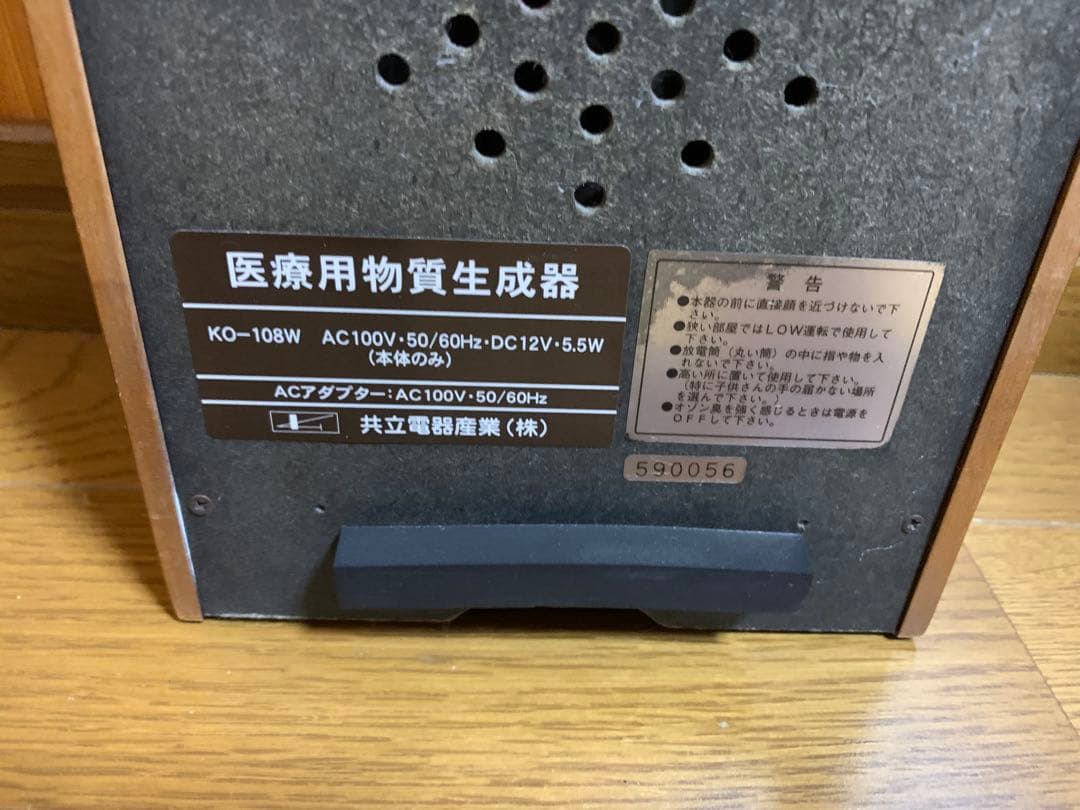 医療用物質生成器
KO-108W AC100V・50/60Hz・DC12V・5.5W
(本体のみ)
ACアダプター:AC100V・50/60Hz
共立電器産業(株)
警告
●本器の前に直接顔を近づけないで下
さい。
●狭い部屋ではLOW運転で使用して
下さい。
●放電筒(丸い筒)の中に指や物を入
れないで下さい。
●高い所に置いて使用して下さい。
(特に子供さんの手の届かない場所
を選んで下さい。)
●オゾン臭を強く感じるときは電源を
OFFして下さい。
590056